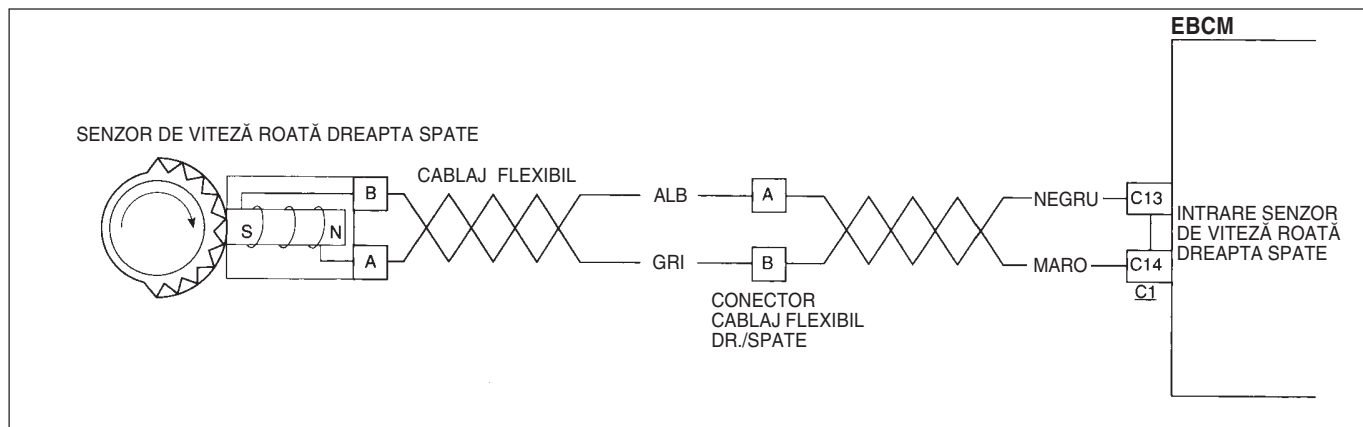 EBCM
SENZOR DE VITEZĂ ROATĂ DREAPTA SPATE
CABLAJ FLEXIBIL
B
S N
A
ALB
GRI
A
B
CONECTOR
CABLAJ FLEXIBIL
DR./SPATE
NEGRU
MARO
C13
C14
C1
INTRARE SENZOR
DE VITEZĂ ROATĂ
DREAPTA SPATE